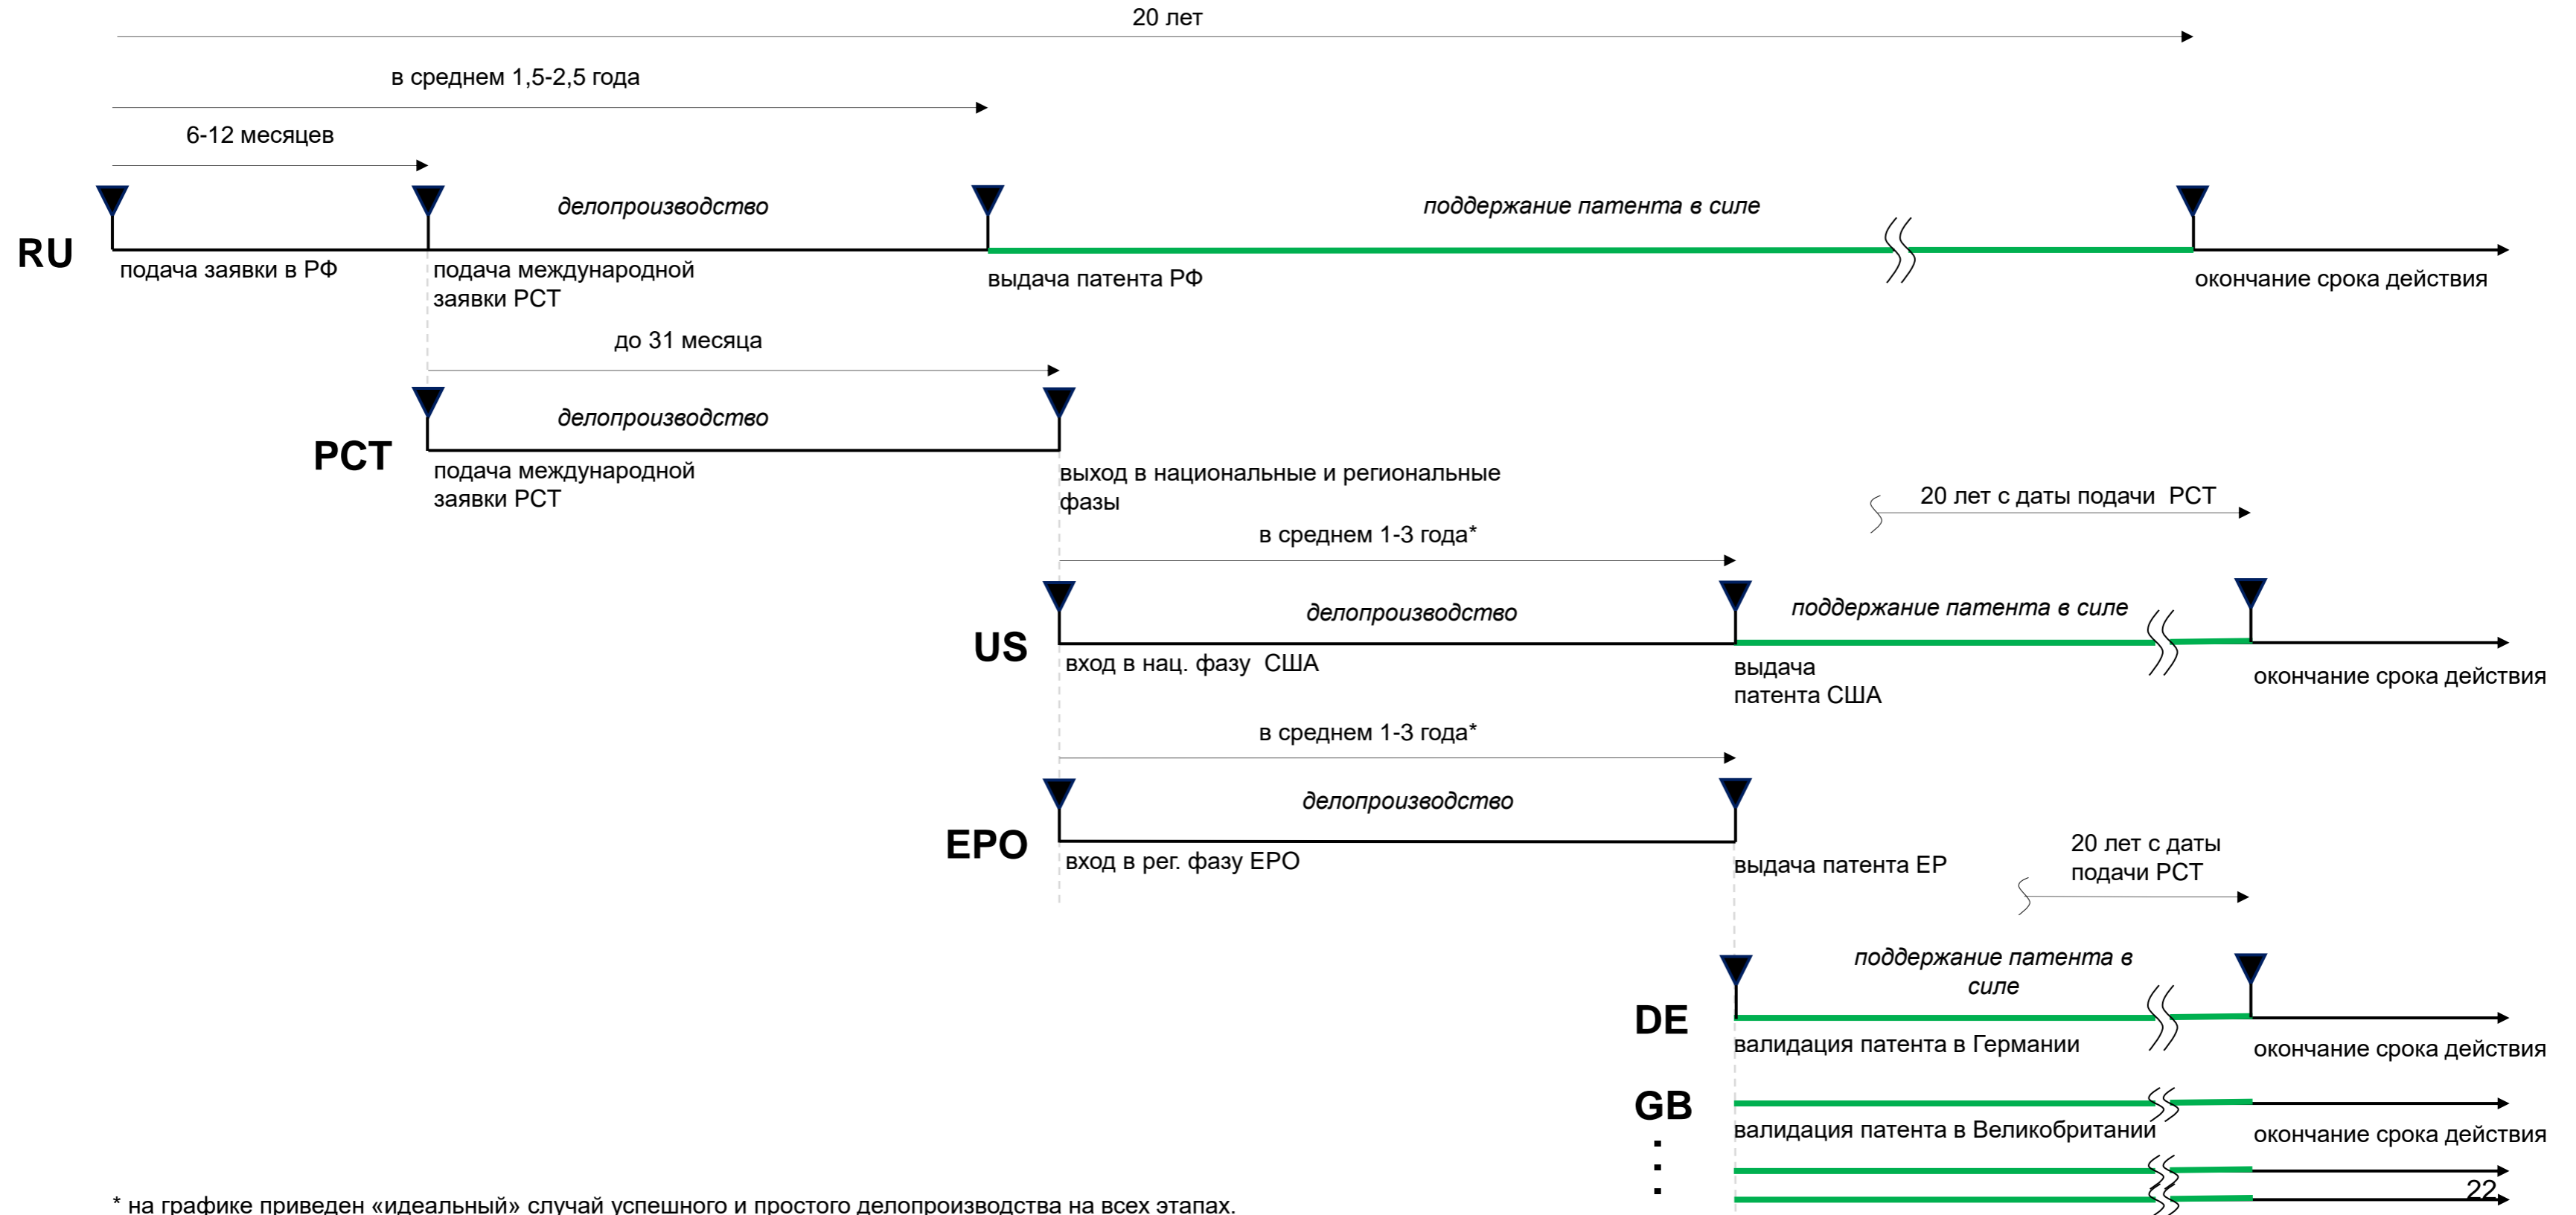 20 лет
в среднем 1,5-2,5 года
6-12 месяцев
делопроизводство
поддержание патента в силе
RU
подача заявки в РФ
подача международной
заявки PCT
выдача патента РФ
окончание срока действия
до 31 месяца
делопроизводство
PCT
подача международной
заявки PCT
выход в национальные и региональные
фазы
20 лет с даты подачи  PCT
в среднем 1-3 года*
делопроизводство
поддержание патента в силе
US
вход в нац. фазу  США
выдача
патента США
окончание срока действия
в среднем 1-3 года*
делопроизводство
EPO
вход в рег. фазу EPO
выдача патента EP
20 лет с даты
подачи PCT
поддержание патента в
силе
DE
валидация патента в Германии
окончание срока действия
GB
валидация патента в Великобритании
окончание срока действия
22
* на графике приведен «идеальный» случай успешного и простого делопроизводства на всех этапах.